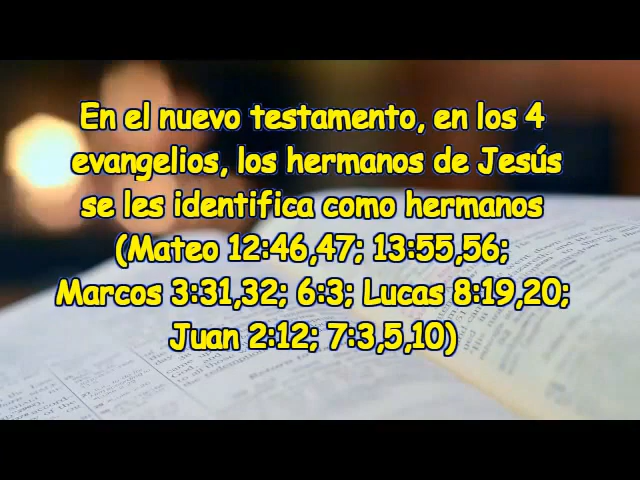 En el nuevo testamento, en los 4
evangelios, los hermanos de Jesús
se les identifica como hermanos
(Mateo 12:46,47; 13:55,56;
Marcos 3:31,32; 6:3; Lucas 8:19,20;
Juan 2:12; 7:3,5,10)